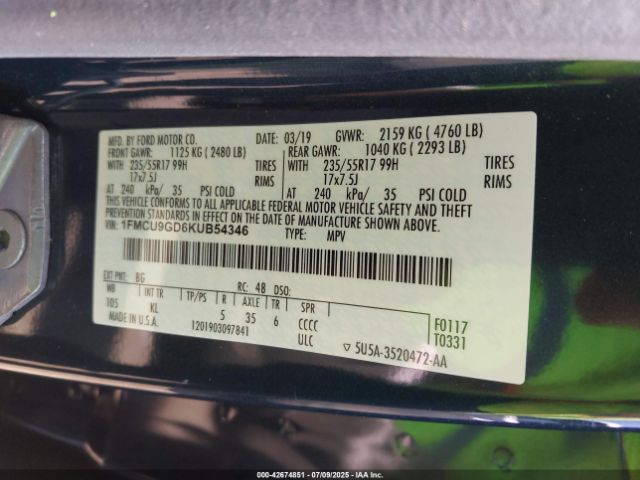 MFD. BY FORD MOTOR CO. DATE: 03/19 GVWR: 2159 KG ( 4760 LB)
FRONT GAWR: 1125 KG ( 2480 LB) REAR GAWR: 1040 KG ( 2293 LB)
WITH 235/55R17 99H TIRES WITH 235/55R17 99H TIRES
17x7.5J RIMS 17x7.5J RIMS
AT 240 kPa/ 35 PSI COLD AT 240 kPa/ 35 PSI COLD
THIS VEHICLE CONFORMS TO ALL APPLICABLE FEDERAL MOTOR VEHICLE SAFETY AND THEFT
PREVENTION STANDARDS IN EFFECT ON THE DATE OF MANUFACTURE SHOWN ABOVE.
VIN: 1FMCU9GD6KUB54346 TYPE: MPV
EXT PNT: BG RC: 48 DSO:
WB INT TR TP/PS R AXLE TR SPR
105 KL 5 35 6 CCCC F0117
MADE IN U.S.A. 1201903097841 ULC T0331
▽ 5U5A-3520472-AA
00-42674851 | 07/09/2025 | IAA Inc.